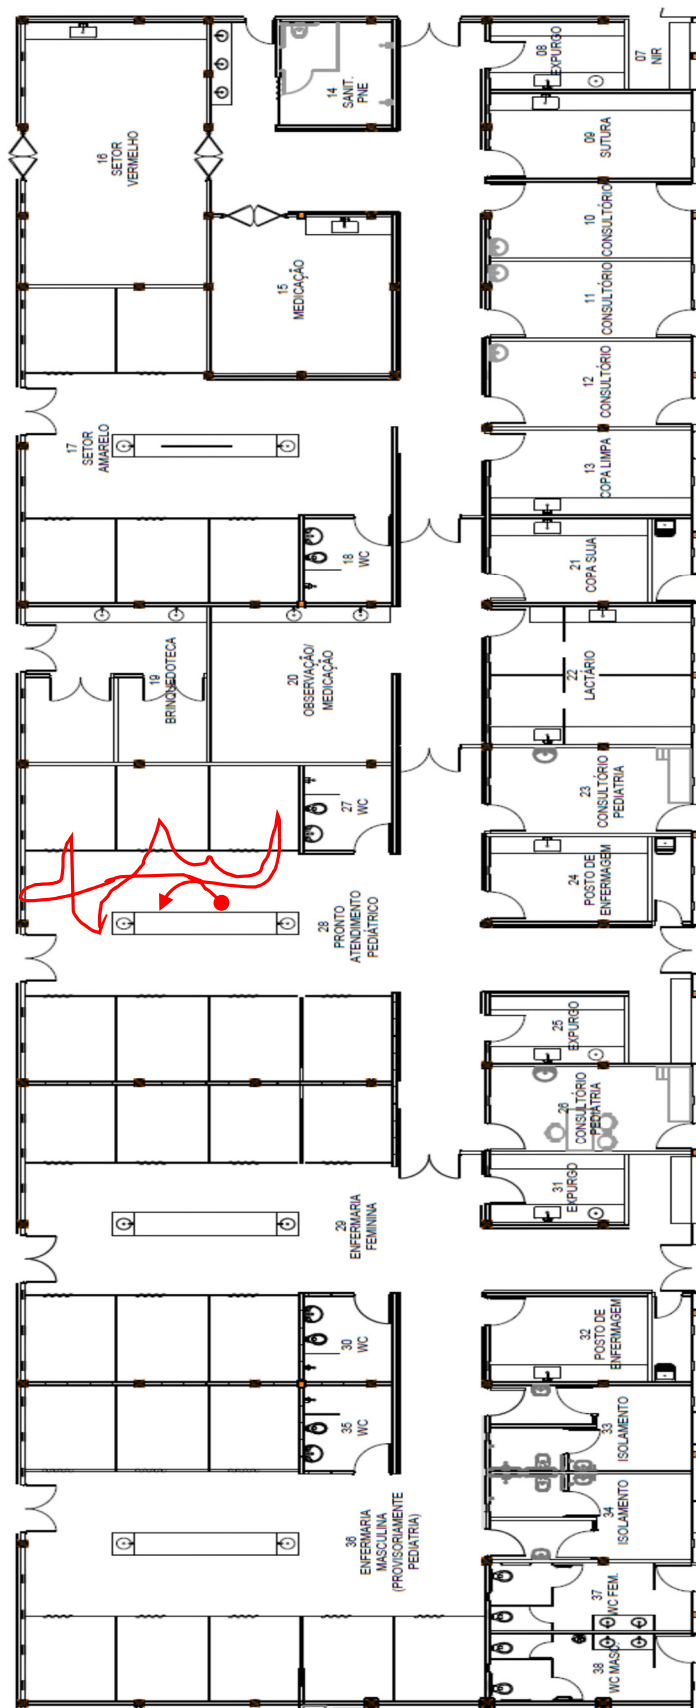 07
NIR
08
EXPURGO
09
SUTURA
10
CONSULTÓRIO
11
CONSULTÓRIO
12
CONSULTÓRIO
13
COPA LIMPA
14
SANIT.
PNE
15
MEDICAÇÃO
16
SETOR
VERMELHO
17
SETOR
AMARELO
18
WC
19
BRINQUEDOTECA
20
OBSERVAÇÃO/
MEDICAÇÃO
21
COPA SUJA
22
LACTÁRIO
23
CONSULTÓRIO
PEDIATRIA
24
POSTO DE
ENFERMAGEM
25
EXPURGO
26
CONSULTÓRIO
PEDIATRIA
27
WC
28
PRONTO
ATENDIMENTO
PEDIÁTRICO
29
ENFERMARIA
FEMININA
30
WC
31
EXPURGO
32
POSTO DE
ENFERMAGEM
33
ISOLAMENTO
34
ISOLAMENTO
35
WC
36
ENFERMARIA
MASCULINA
(PROVISORIAMENTE
PEDIATRIA)
37
WC FEM.
38
WC MASC.